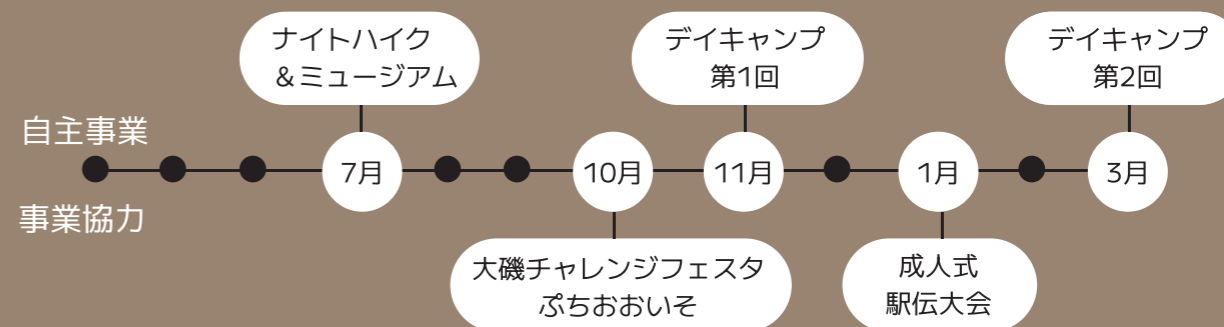 ナイトハイク
&ミュージアム
デイキャンプ
第1回
デイキャンプ
第2回
自主事業
7月
10月
11月
1月
3月
事業協力
大磯チャレンジフェスタ
ぷちおおいそ
成人式
駅伝大会